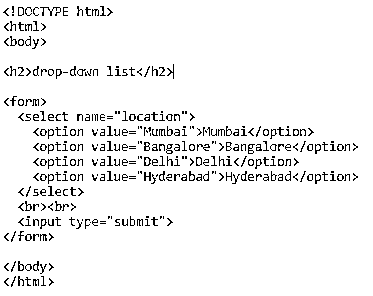 <!DOCTYPE html>
<html>
<body>
<h2>drop-down list</h2>
<form>
<select name="location">
<option value="Mumbai">Mumbai</option>
<option value="Bangalore">Bangalore</option>
<option value="Delhi">Delhi</option>
<option value="Hyderabad">Hyderabad</option>
</select>
<br><br>
<input type="submit">
</form>
</body>
</html>